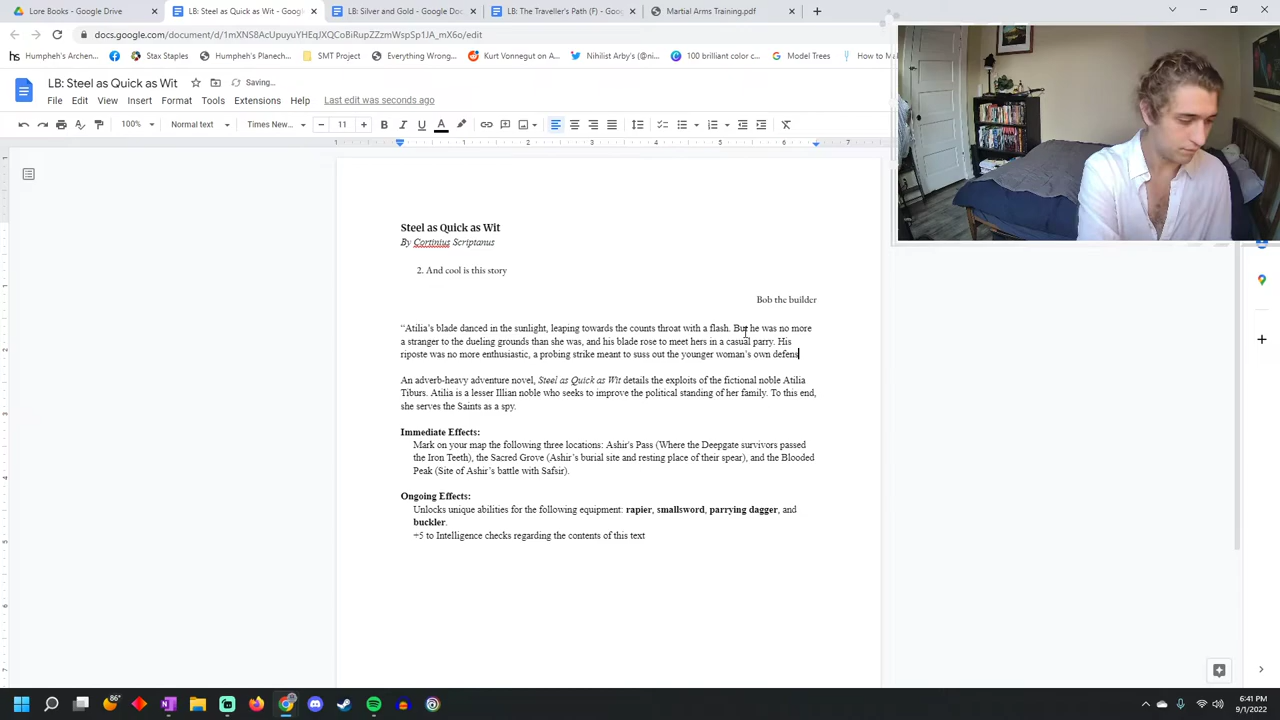 Lore Books - Google Drive
LB: Steel as Quick as Wit - Google
LB: Silver and Gold - Google Doc
LB: The Traveller's Path (F) - Goog
Martial Arms Training.pdf
docs.google.com/document/d/1mXNS8AcUpuyutYEqIXQCoBiRupZZzmWspSp1JA_mX6o/edit
Humpheh's Archer...
Stax Staples
Humpheh's Planech...
SMT Project
Everything Wrong...
Kurt Vonnegut on G...
Nihilist Arby's (@ni...
100 brilliant color c...
Model Trees
How to M
LB: Steel as Quick as Wit
Saving...
File Edit View Insert Format Tools Extensions Help Last edit was seconds ago
100% Normal text Times New... 11
Steel as Quick as Wit
By Cortinius Scriptanus
2. And cool is this story
Bob the builder
“Atilia’s blade danced in the sunlight, leaping towards the counts throat with a flash. But he was no more
a stranger to the dueling grounds than she was, and his blade rose to meet hers in a casual parry. His
riposte was no more enthusiastic, a probing strike meant to suss out the younger woman’s own defens
An adverb-heavy adventure novel, Steel as Quick as Wit details the exploits of the fictional noble Atilia
Tiburs. Atilia is a lesser Illian noble who seeks to improve the political standing of her family. To this end,
she serves the Saints as a spy.
Immediate Effects:
Mark on your map the following three locations: Ashir's Pass (Where the Deepgate survivors passed
the Iron Teeth), the Sacred Grove (Ashir’s burial site and resting place of their spear), and the Blooded
Peak (Site of Ashir’s battle with Safsir).
Ongoing Effects:
Unlocks unique abilities for the following equipment: rapier, smallsword, parrying dagger, and
buckler.
+5 to Intelligence checks regarding the contents of this text
86°
6:41 PM
9/1/2022